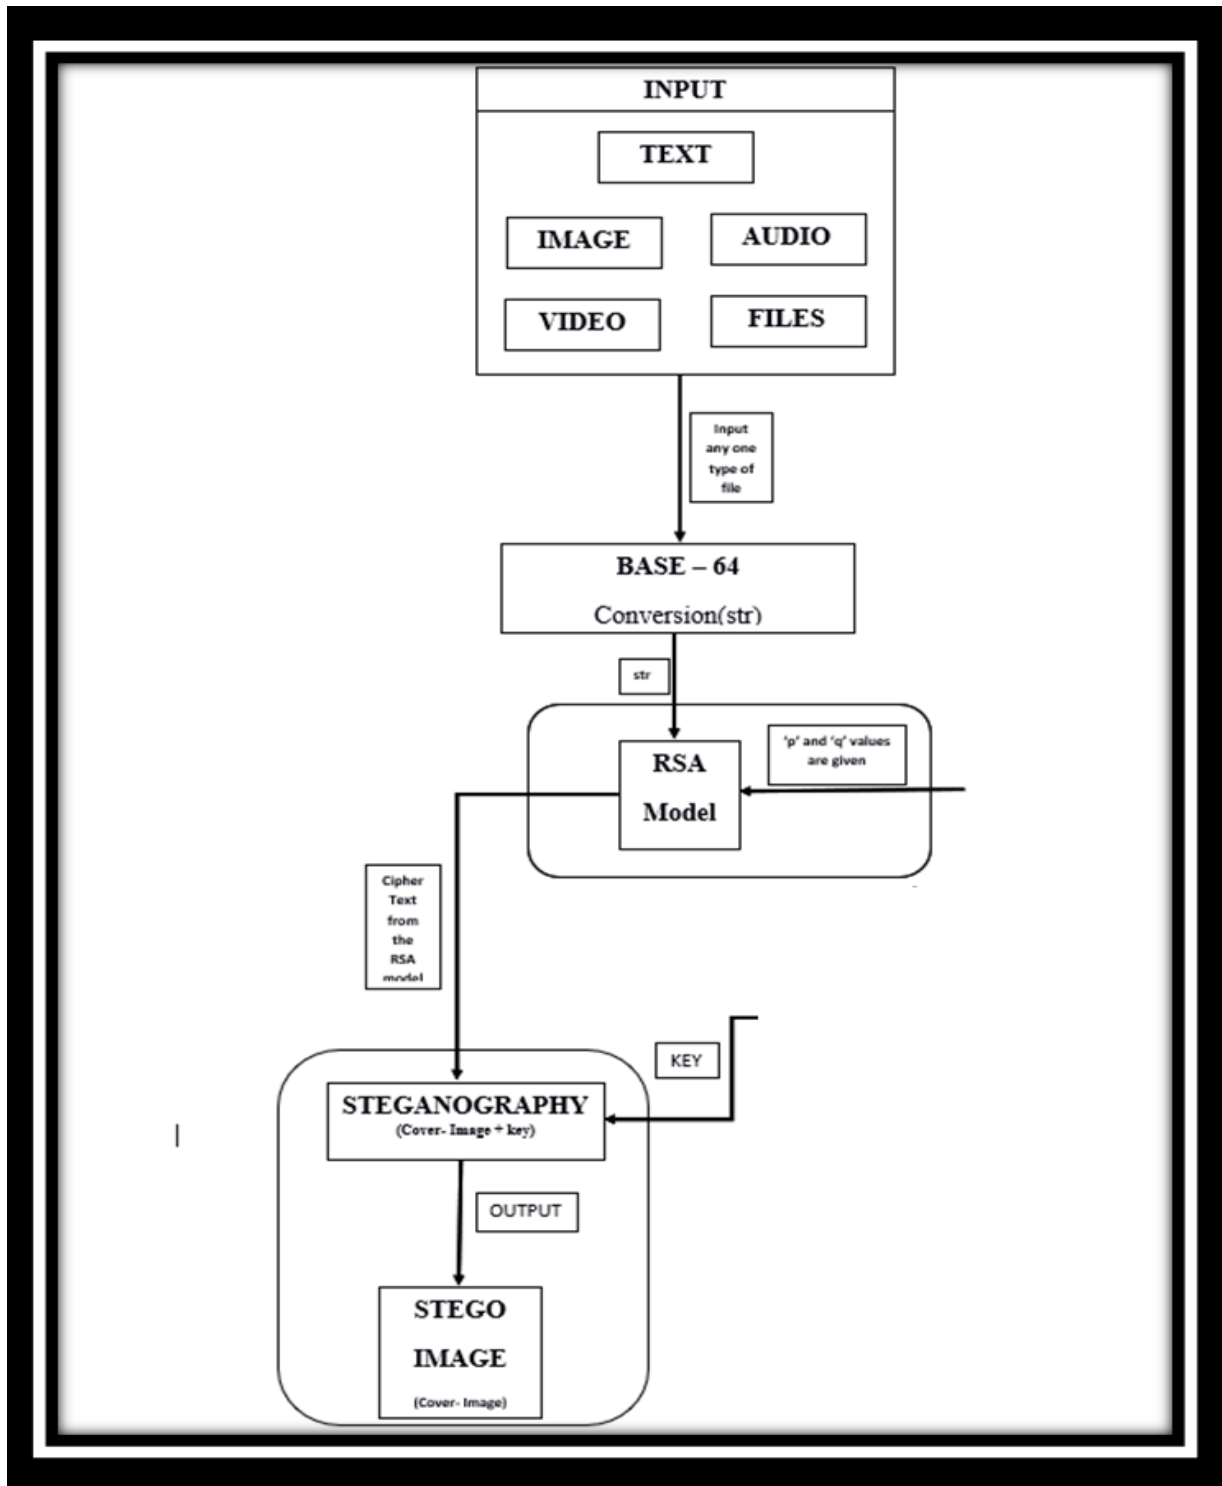 INPUT
TEXT
IMAGE
AUDIO
VIDEO
FILES
Input
any one
type of
file
BASE – 64
Conversion(str)
str
RSA
Model
'p' and 'q' values
are given
Cipher
Text
from
the
RSA
model
KEY
STEGANOGRAPHY
(Cover- Image + key)
OUTPUT
STEGO
IMAGE
(Cover- Image)